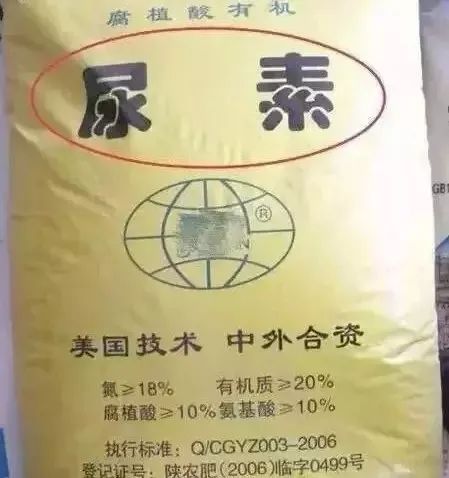 腐植酸有机
尿素
®
美国技术 中外合资
氮≥18% 有机质≥20%
腐植酸≥10% 氨基酸≥10%
执行标准：Q/CGYZ003-2006
登记证号：陕农肥(2006)临字0499号
GB1